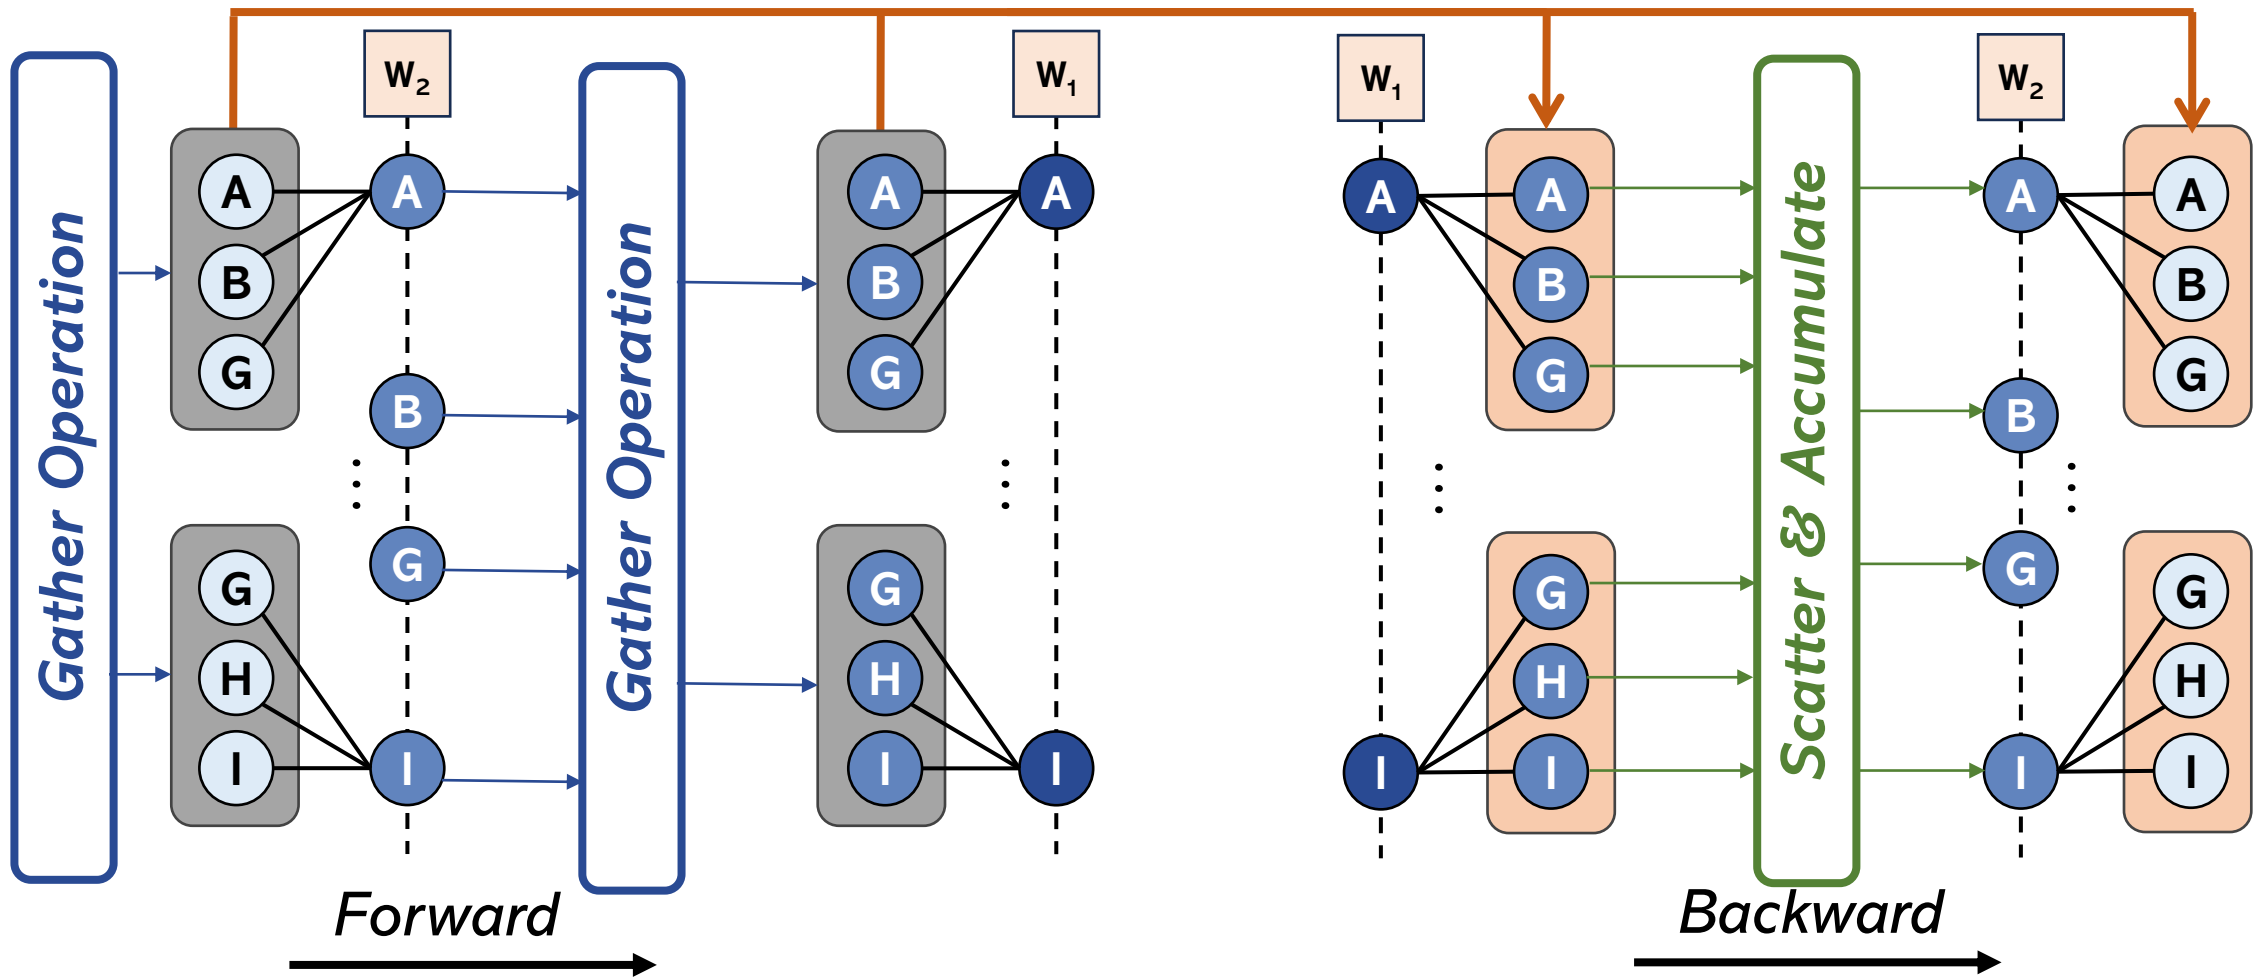 Gather Operation
A
B
G
G
H
I
W₂
A
B
G
I
Gather Operation
A
B
G
G
H
I
W₁
A
I
Forward
W₁
A
I
A
B
G
G
H
I
Scatter & Accumulate
W₂
A
B
G
I
A
B
G
G
H
I
Backward